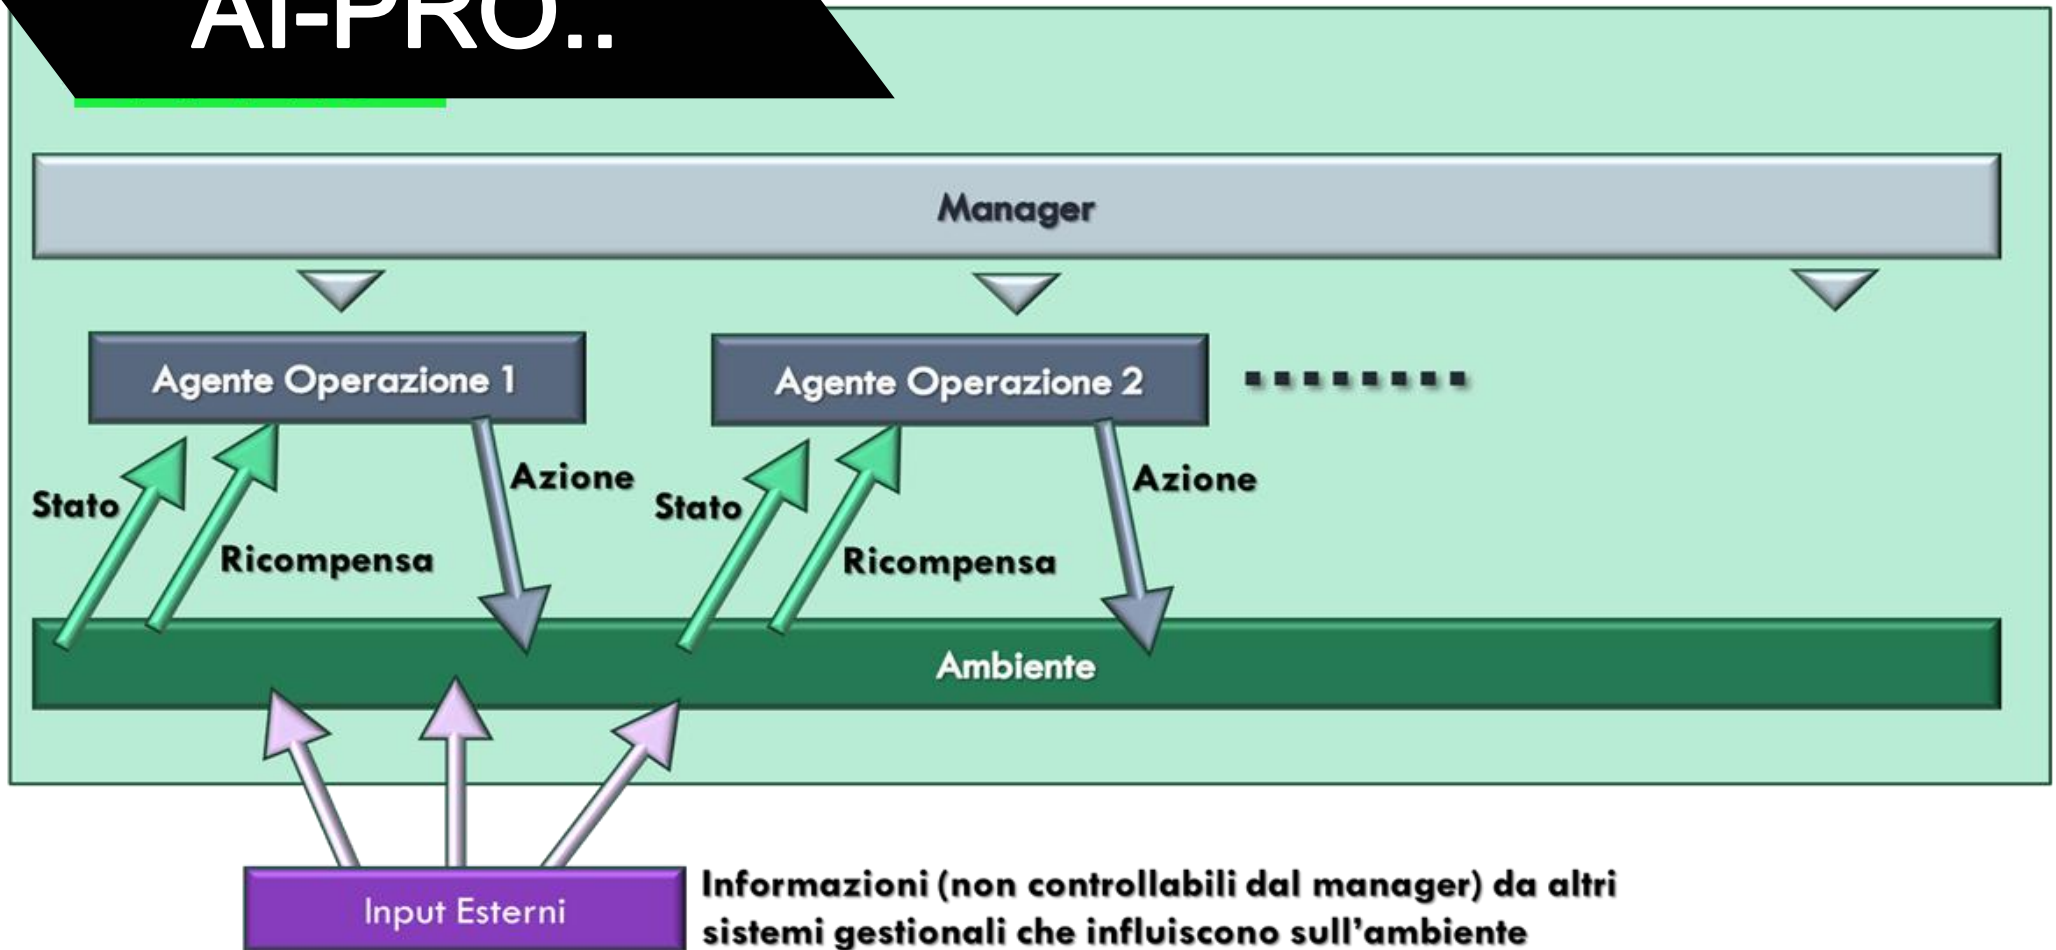 AI-PRO..
Manager
Agente Operazione 1
Agente Operazione 2
Stato
Azione
Ricompensa
Stato
Azione
Ricompensa
Ambiente
Input Esterni
Informazioni (non controllabili dal manager) da altri
sistemi gestionali che influiscono sull'ambiente